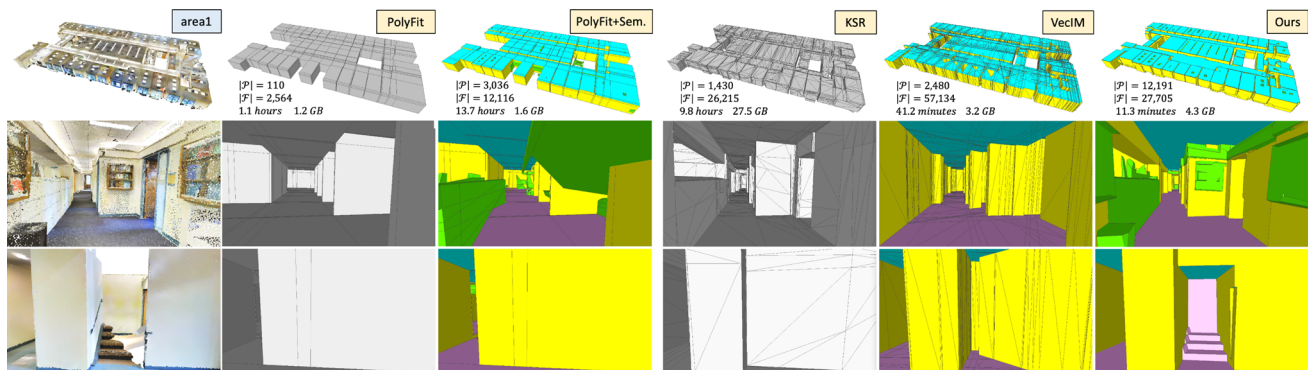 area1
PolyFit
PolyFit+Sem.
KSR
VecIM
Ours
|𝒫| = 110
|ℱ| = 2,564
1.1 hours 1.2 GB
|𝒫| = 3,036
|ℱ| = 12,116
13.7 hours 1.6 GB
|𝒫| = 1,430
|ℱ| = 26,215
9.8 hours 27.5 GB
|𝒫| = 2,480
|ℱ| = 57,134
41.2 minutes 3.2 GB
|𝒫| = 12,191
|ℱ| = 27,705
11.3 minutes 4.3 GB